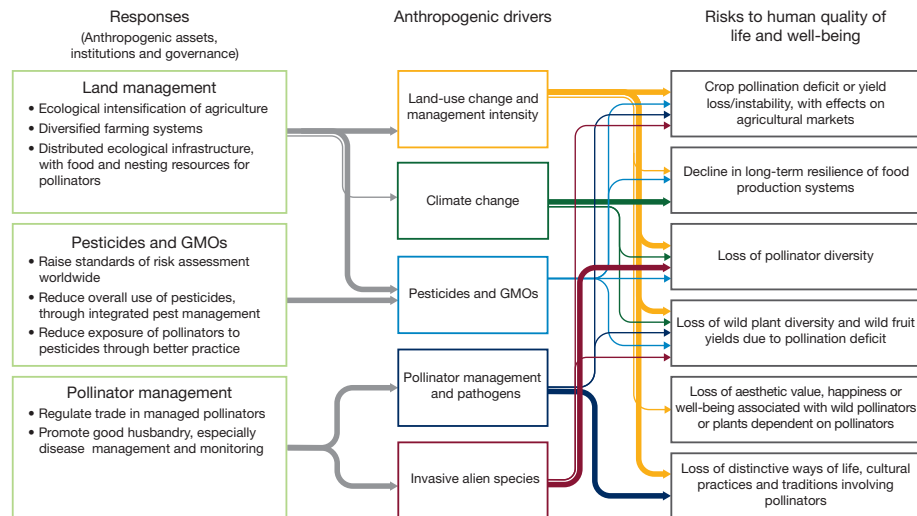 Responses
(Anthropogenic assets,
institutions and governance)
Land management
• Ecological intensification of agriculture
• Diversified farming systems
• Distributed ecological infrastructure,
with food and nesting resources for
pollinators
Pesticides and GMOs
• Raise standards of risk assessment
worldwide
• Reduce overall use of pesticides,
through integrated pest management
• Reduce exposure of pollinators to
pesticides through better practice
Pollinator management
• Regulate trade in managed pollinators
• Promote good husbandry, especially
disease management and monitoring
Anthropogenic drivers
Land-use change and
management intensity
Climate change
Pesticides and GMOs
Pollinator management
and pathogens
Invasive alien species
Risks to human quality of
life and well-being
Crop pollination deficit or yield
loss/instability, with effects on
agricultural markets
Decline in long-term resilience of food
production systems
Loss of pollinator diversity
Loss of wild plant diversity and wild fruit
yields due to pollination deficit
Loss of aesthetic value, happiness or
well-being associated with wild pollinators
or plants dependent on pollinators
Loss of distinctive ways of life, cultural
practices and traditions involving
pollinators